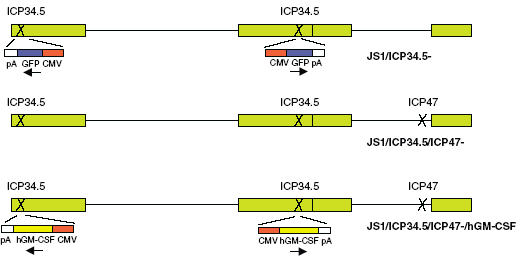 ICP34.5 ICP34.5
pA GFP CMV CMV GFP pA
JS1/ICP34.5-
ICP34.5 ICP34.5 ICP47
JS1/ICP34.5/ICP47-
ICP34.5 ICP34.5 ICP47
JS1/ICP34.5/ICP47-/hGM-CSF
pA hGM-CSF CMV CMV hGM-CSF pA